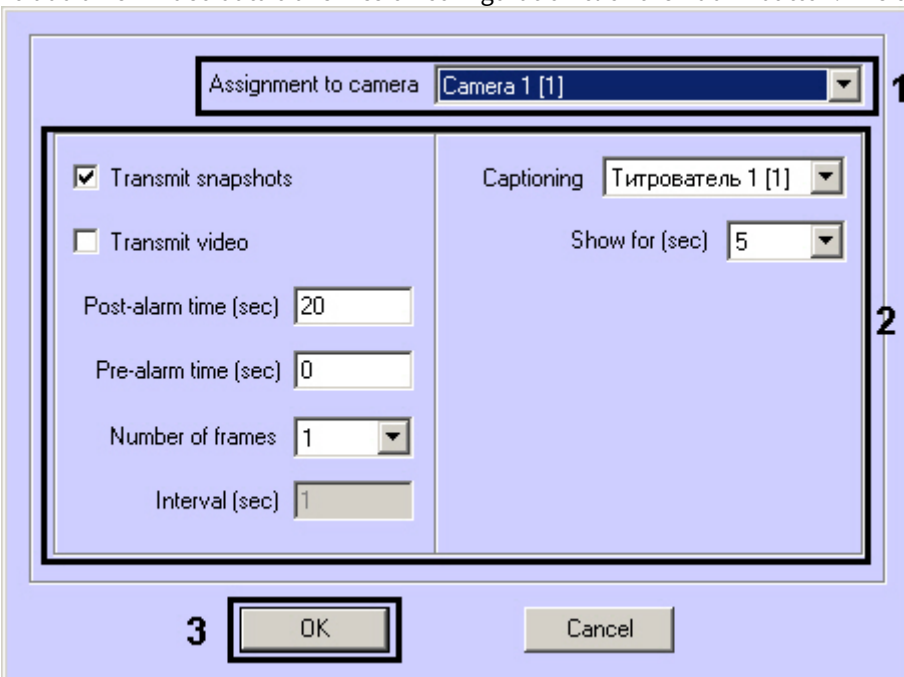 Assignment to camera Camera 1 [1] 1
Transmit snapshots
Transmit video
Post-alarm time (sec) 20
Pre-alarm time (sec) 0
Number of frames 1
Interval (sec) 1
Captioning Титрователь 1 [1]
Show for (sec) 5
2
3 OK Cancel